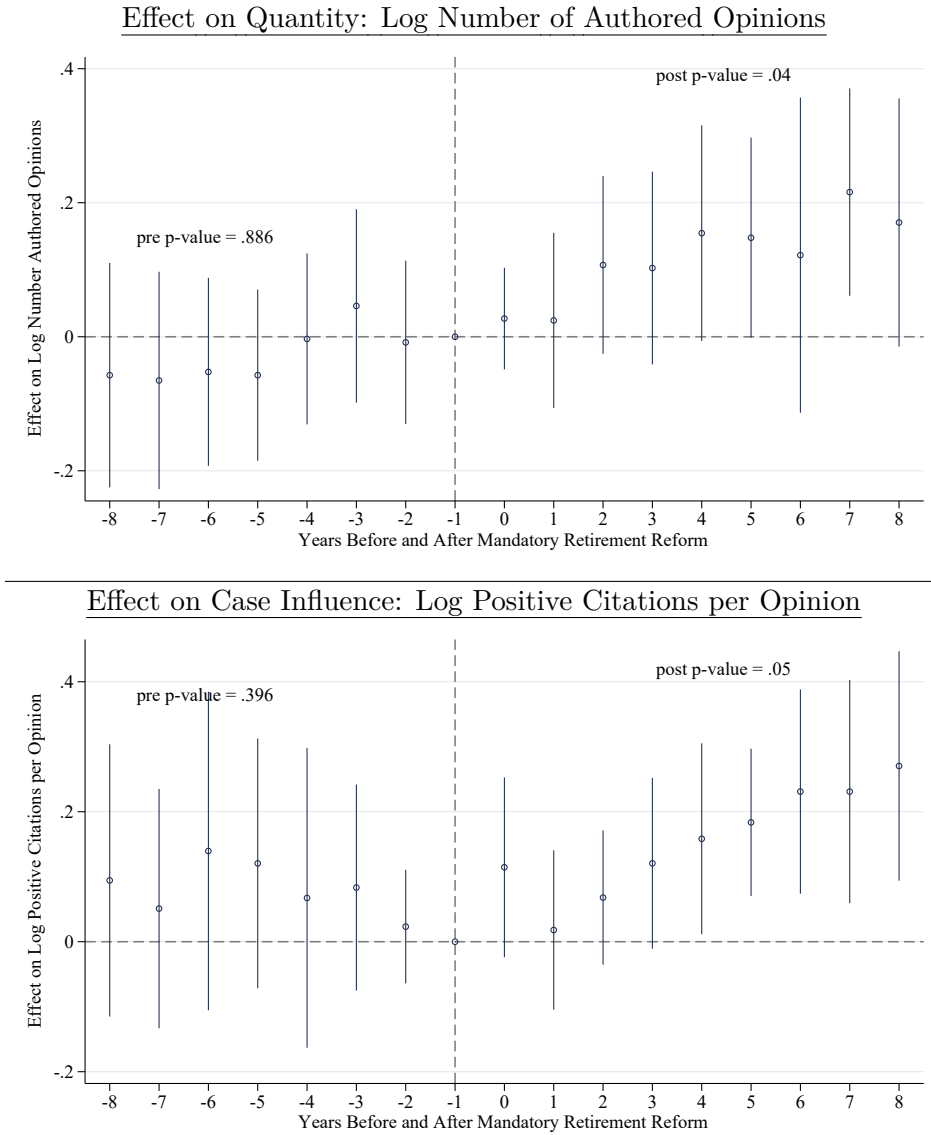 Effect on Quantity: Log Number of Authored Opinions
.4
post p-value = .04
Effect on Log Number Authored Opinions
.2
pre p-value = .886
0
-.2
-8 -7 -6 -5 -4 -3 -2 -1 0 1 2 3 4 5 6 7 8
Years Before and After Mandatory Retirement Reform
Effect on Case Influence: Log Positive Citations per Opinion
.4
post p-value = .05
pre p-value = .396
Effect on Log Positive Citations per Opinion
.2
0
-.2
-8 -7 -6 -5 -4 -3 -2 -1 0 1 2 3 4 5 6 7 8
Years Before and After Mandatory Retirement Reform